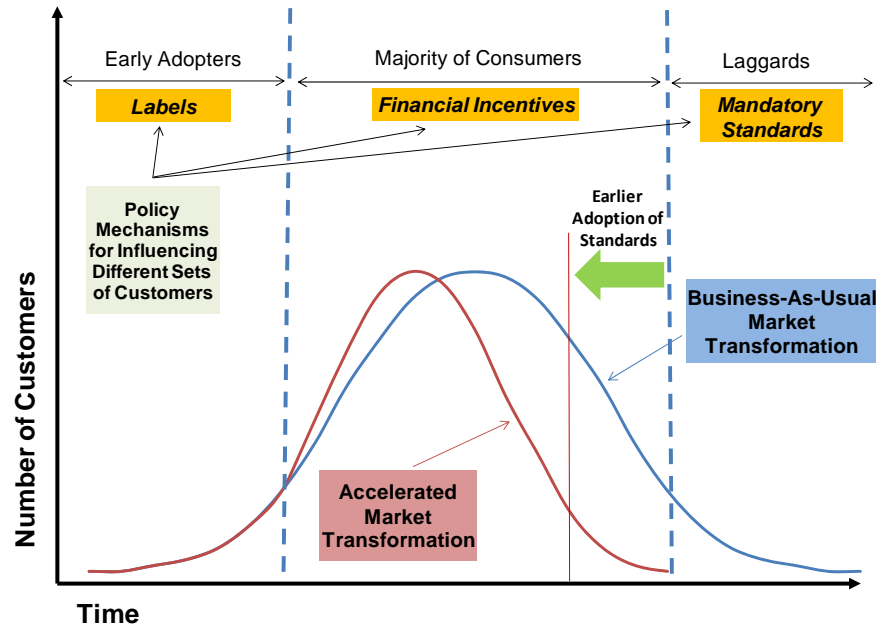 Early Adopters
Majority of Consumers
Laggards
Labels
Financial Incentives
Mandatory
Standards
Policy
Mechanisms
for Influencing
Different Sets
of Customers
Earlier
Adoption of
Standards
Business-As-Usual
Market
Transformation
Accelerated
Market
Transformation
Number of Customers
Time